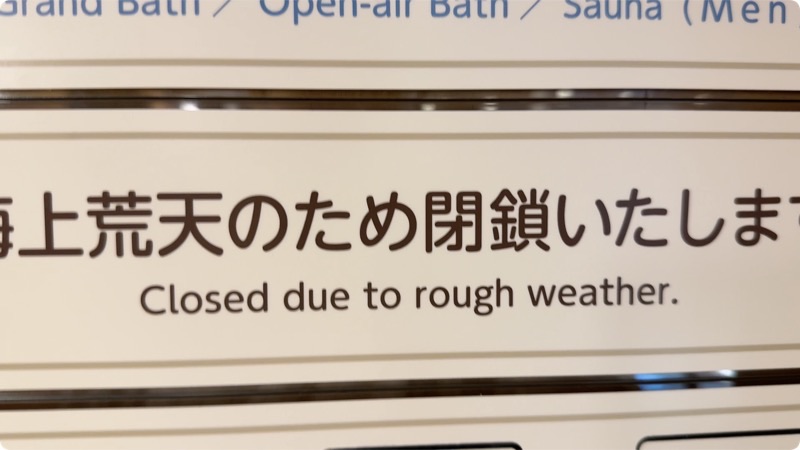 Grand Bath / Open-air Bath / Sauna (Men
海上荒天のため閉鎖いたします
Closed due to rough weather.